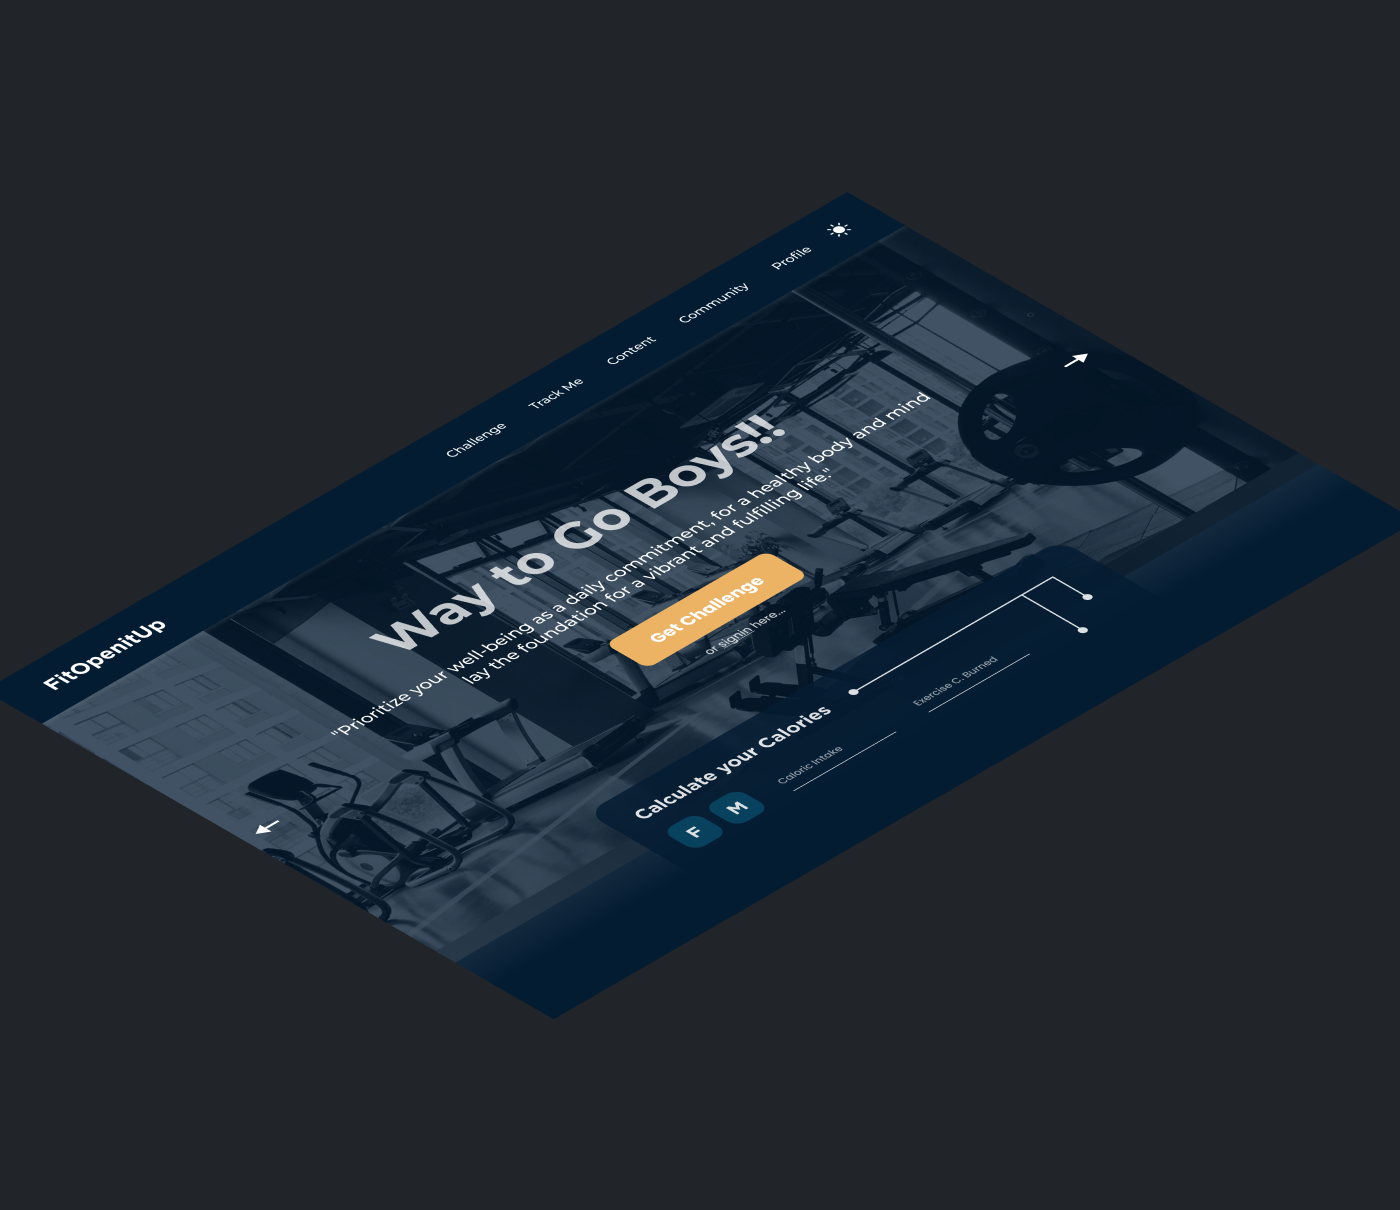 FitOpenitUp
Challenge
Track Me
Content
Community
Profile
Way to Go Boys!!
"Prioritize your well-being as a daily commitment, for a healthy body and mind
lay the foundation for a vibrant and fulfilling life."
Get Challenge
or signin here...
Calculate your Calories
F
M
Caloric Intake
Exercise C. Burned